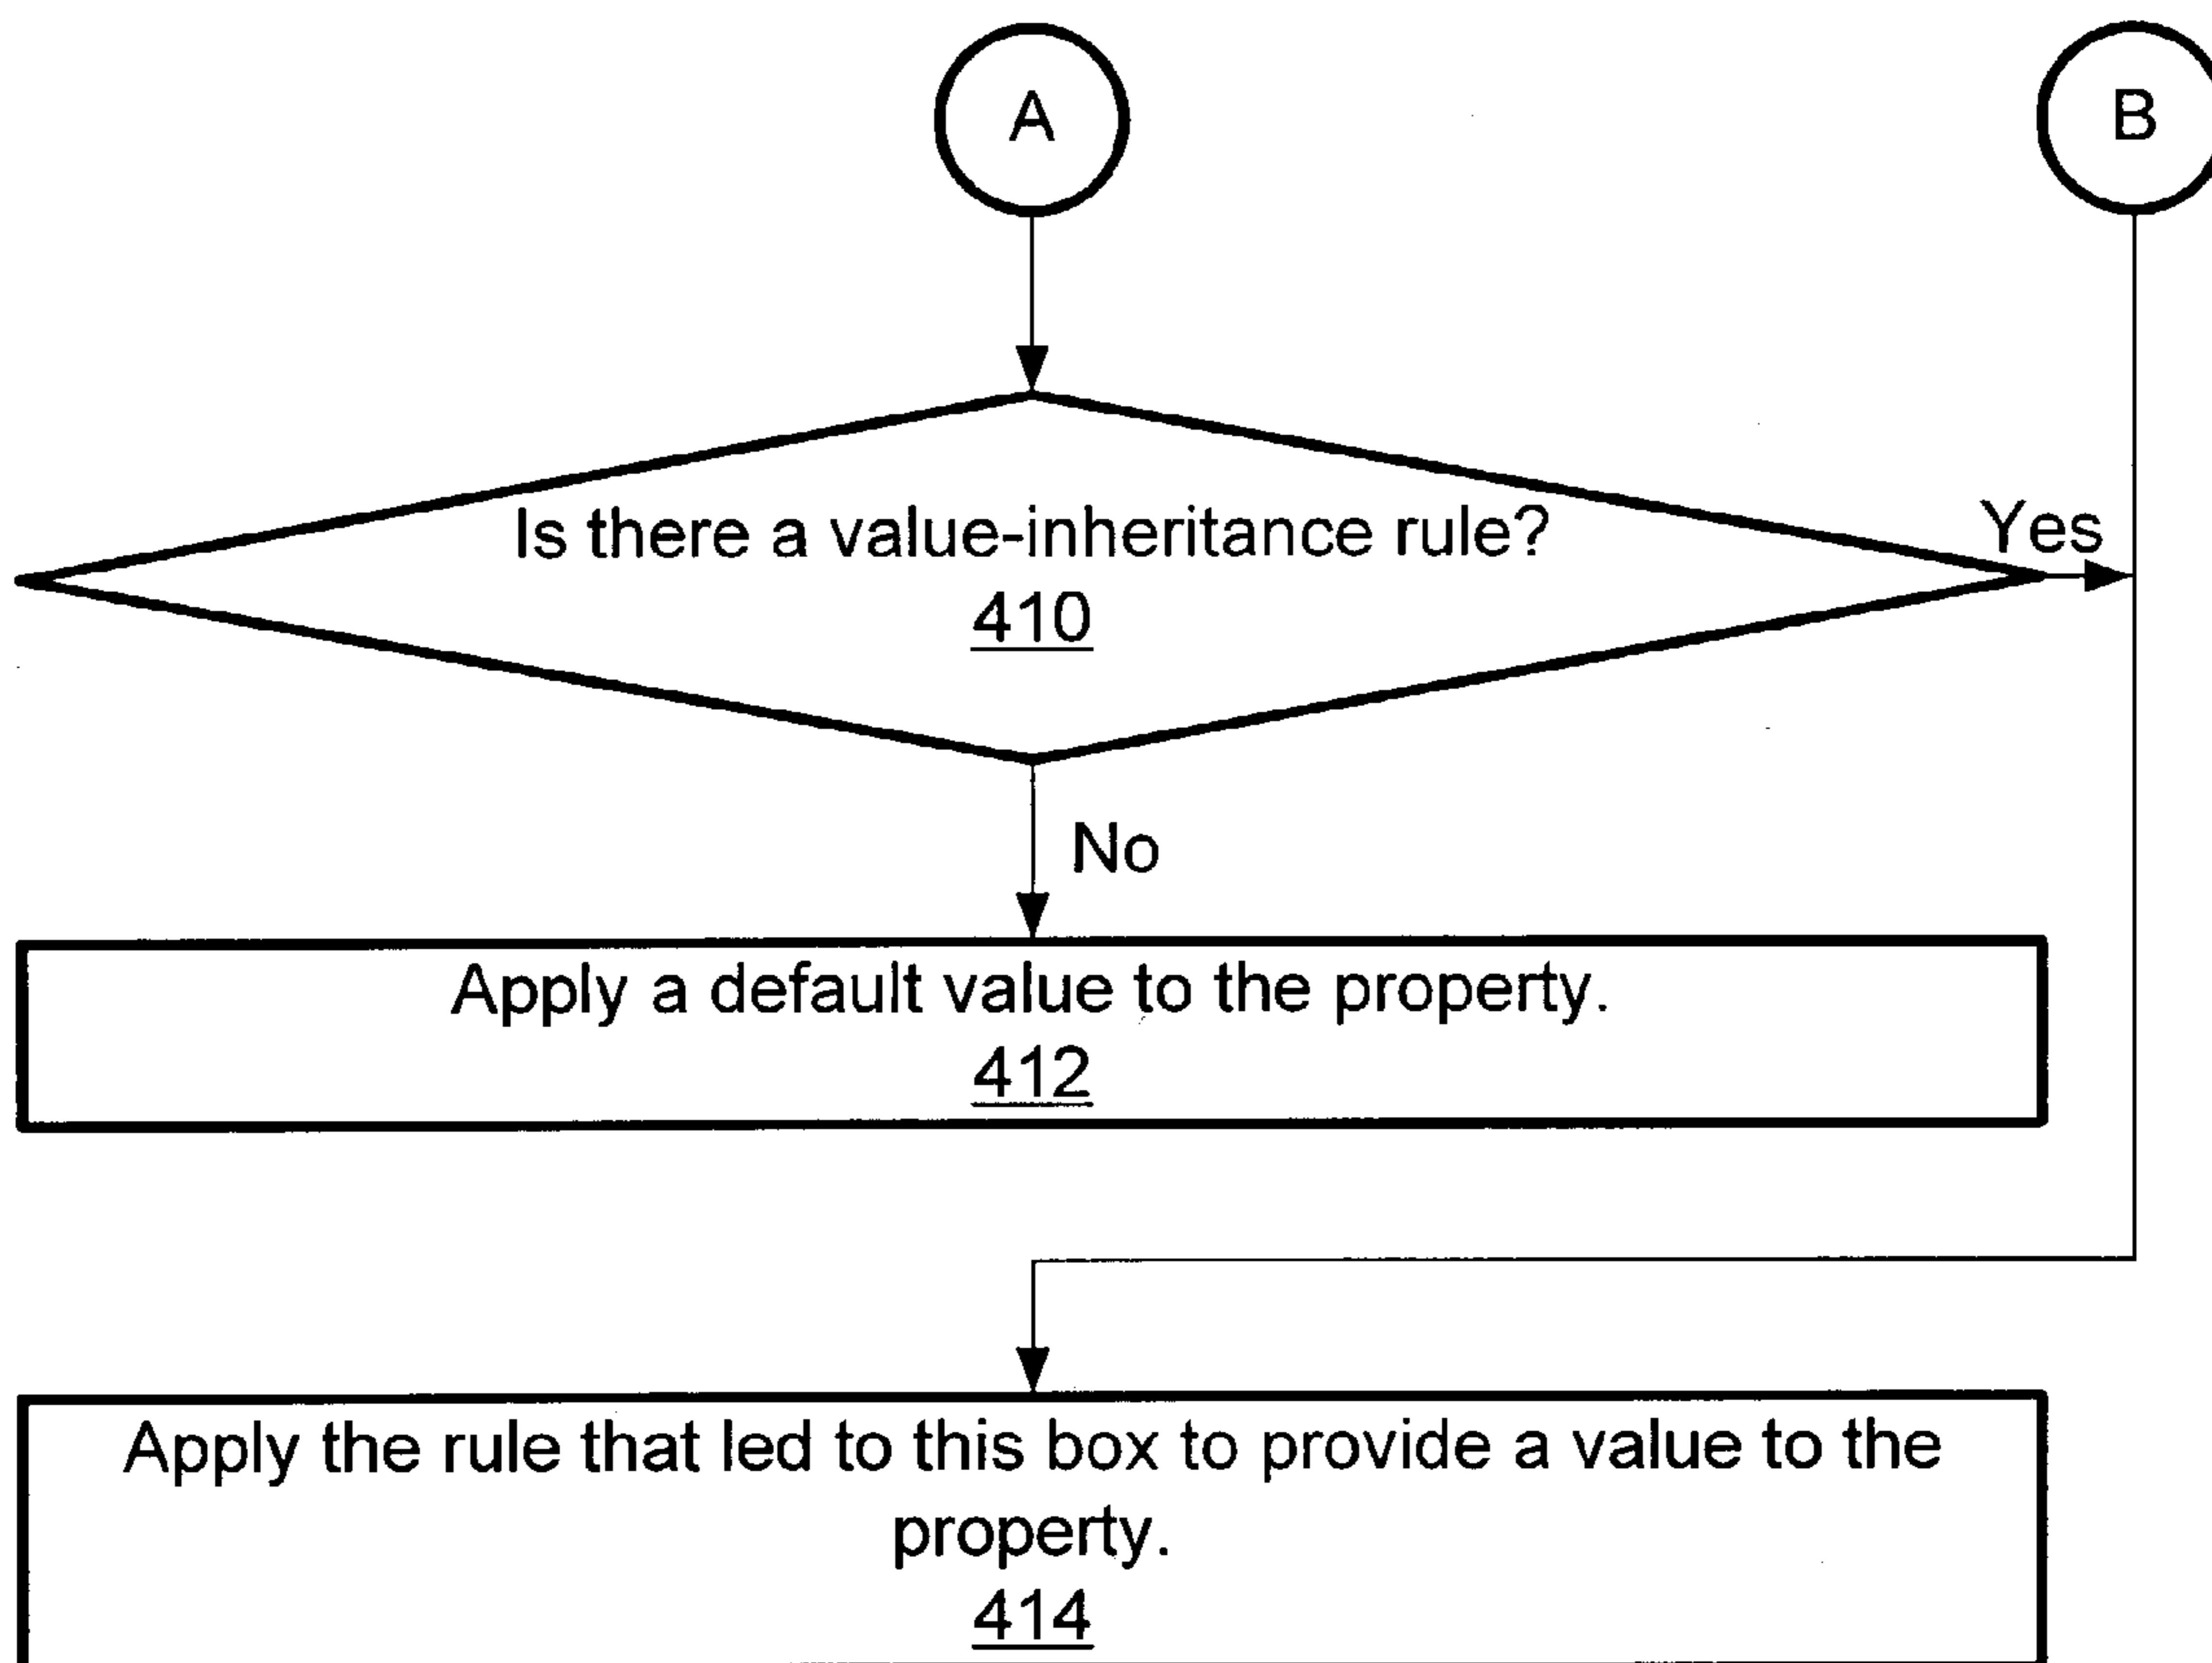 A
B
Is there a value-inheritance rule?
410
Yes
No
Apply a default value to the property.
412
Apply the rule that led to this box to provide a value to the
property.
414